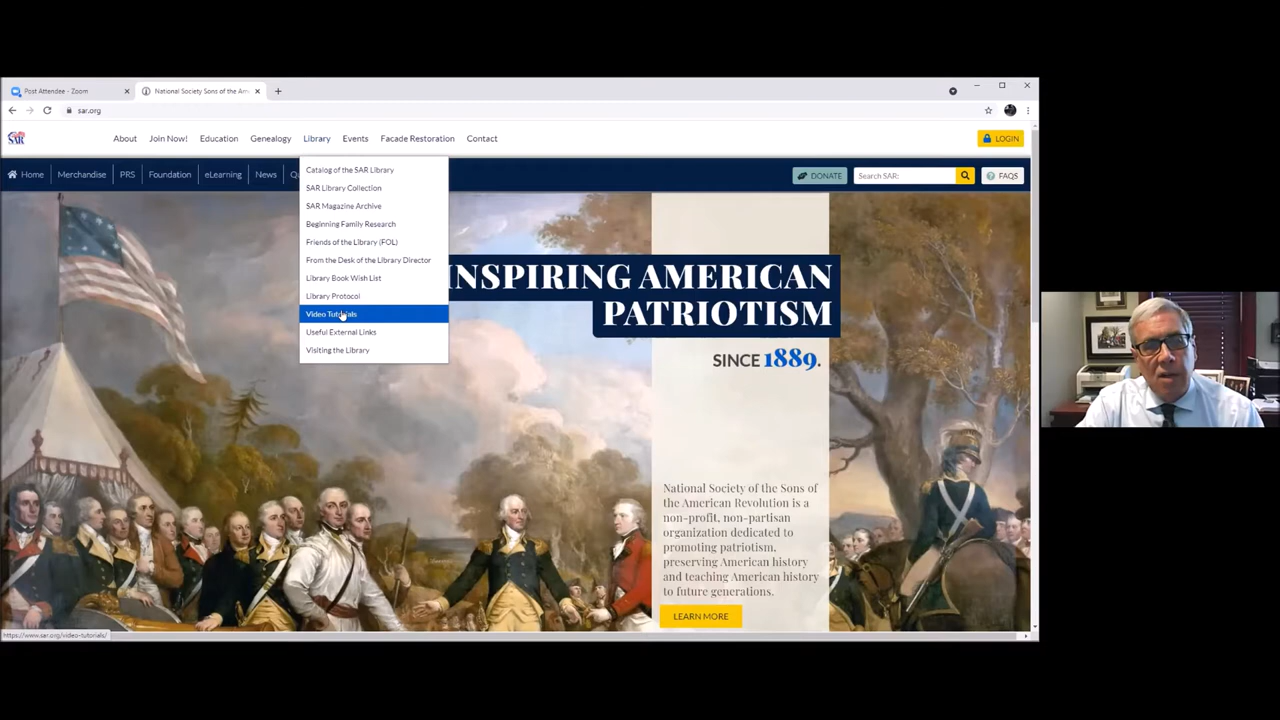 Post Attendee - Zoom
National Society Sons of the Am
sar.org
SAR
About Join Now! Education Genealogy Library Events Facade Restoration Contact
LOGIN
Home Merchandise PRS Foundation eLearning News
DONATE
Search SAR:
FAQS
Catalog of the SAR Library
SAR Library Collection
SAR Magazine Archive
Beginning Family Research
Friends of the Library (FOL)
From the Desk of the Library Director
Library Book Wish List
Library Protocol
Video Tutorials
Useful External Links
Visiting the Library
INSPIRING AMERICAN
PATRIOTISM
SINCE 1889.
National Society of the Sons of
the American Revolution is a
non-profit, non-partisan
organization dedicated to
promoting patriotism,
preserving American history
and teaching American history
to future generations.
LEARN MORE
https://www.sar.org/video-tutorials/